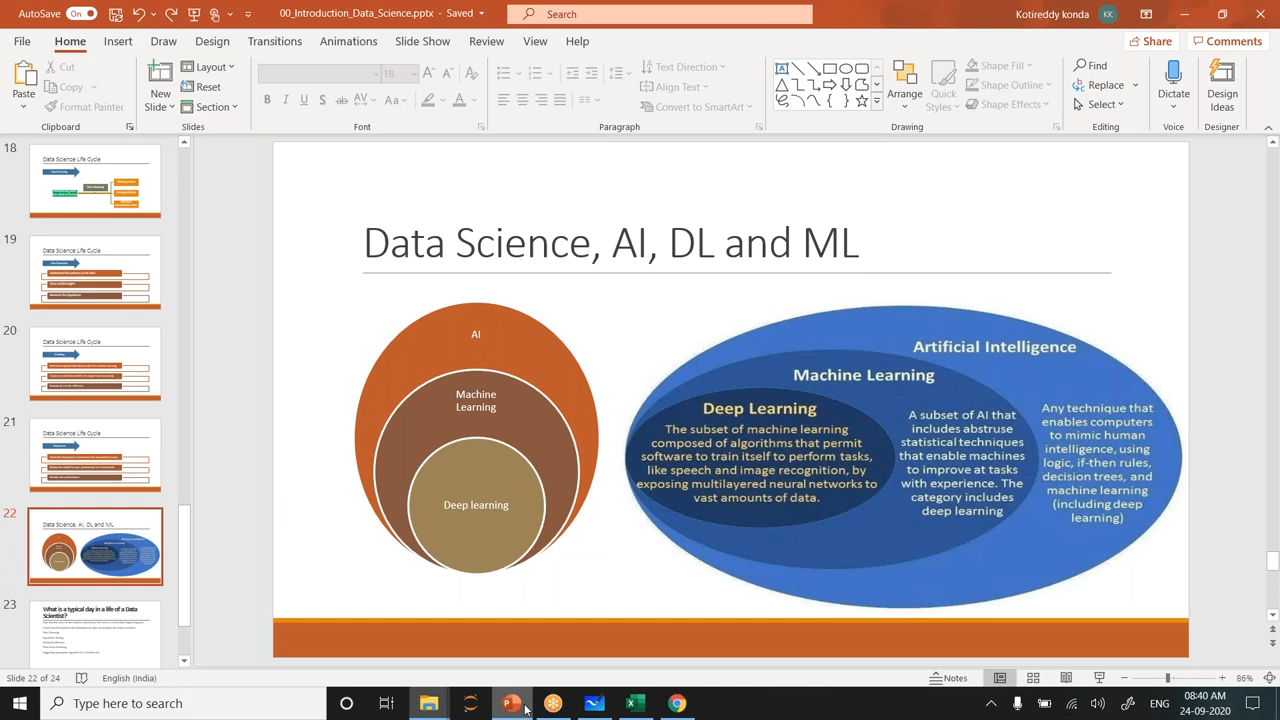 AutoSave On 00_Introduction_Data_Science.pptx - Saved Search Kotireddy konda KK
File Home Insert Draw Design Transitions Animations Slide Show Review View Help Share Comments
Paste
Cut
Copy
Format Painter
Clipboard
New
Slide
Layout
Reset
Section
Slides
18
Font
Text Direction
Align Text
Convert to SmartArt
Paragraph
Arrange
Quick
Styles
Shape Fill
Shape Outline
Shape Effects
Drawing
Find
Replace
Select
Editing
Dictate
Voice
Design
Ideas
Designer
18
Data Science Life Cycle
19
Data Science Life Cycle
20
Data Science Life Cycle
21
Data Science Life Cycle
22
Data Science, AI, DL and ML
23
What is a typical day in a life of a Data
Scientist?
Data Science, AI, DL and ML
AI
Machine
Learning
Deep learning
Artificial Intelligence
Machine Learning
Deep Learning
The subset of machine learning
composed of algorithms that permit
software to train itself to perform tasks,
like speech and image recognition, by
exposing multilayered neural networks to
vast amounts of data.
A subset of AI that
includes abstruse
statistical techniques
that enable machines
to improve at tasks
with experience. The
category includes
deep learning
Any technique that
enables computers
to mimic human
intelligence, using
logic, if-then rules,
decision trees, and
machine learning
(including deep
learning)
Slide 22 of 24 English (India) Notes 86%
Type here to search ENG 08:40 AM
24-09-2020